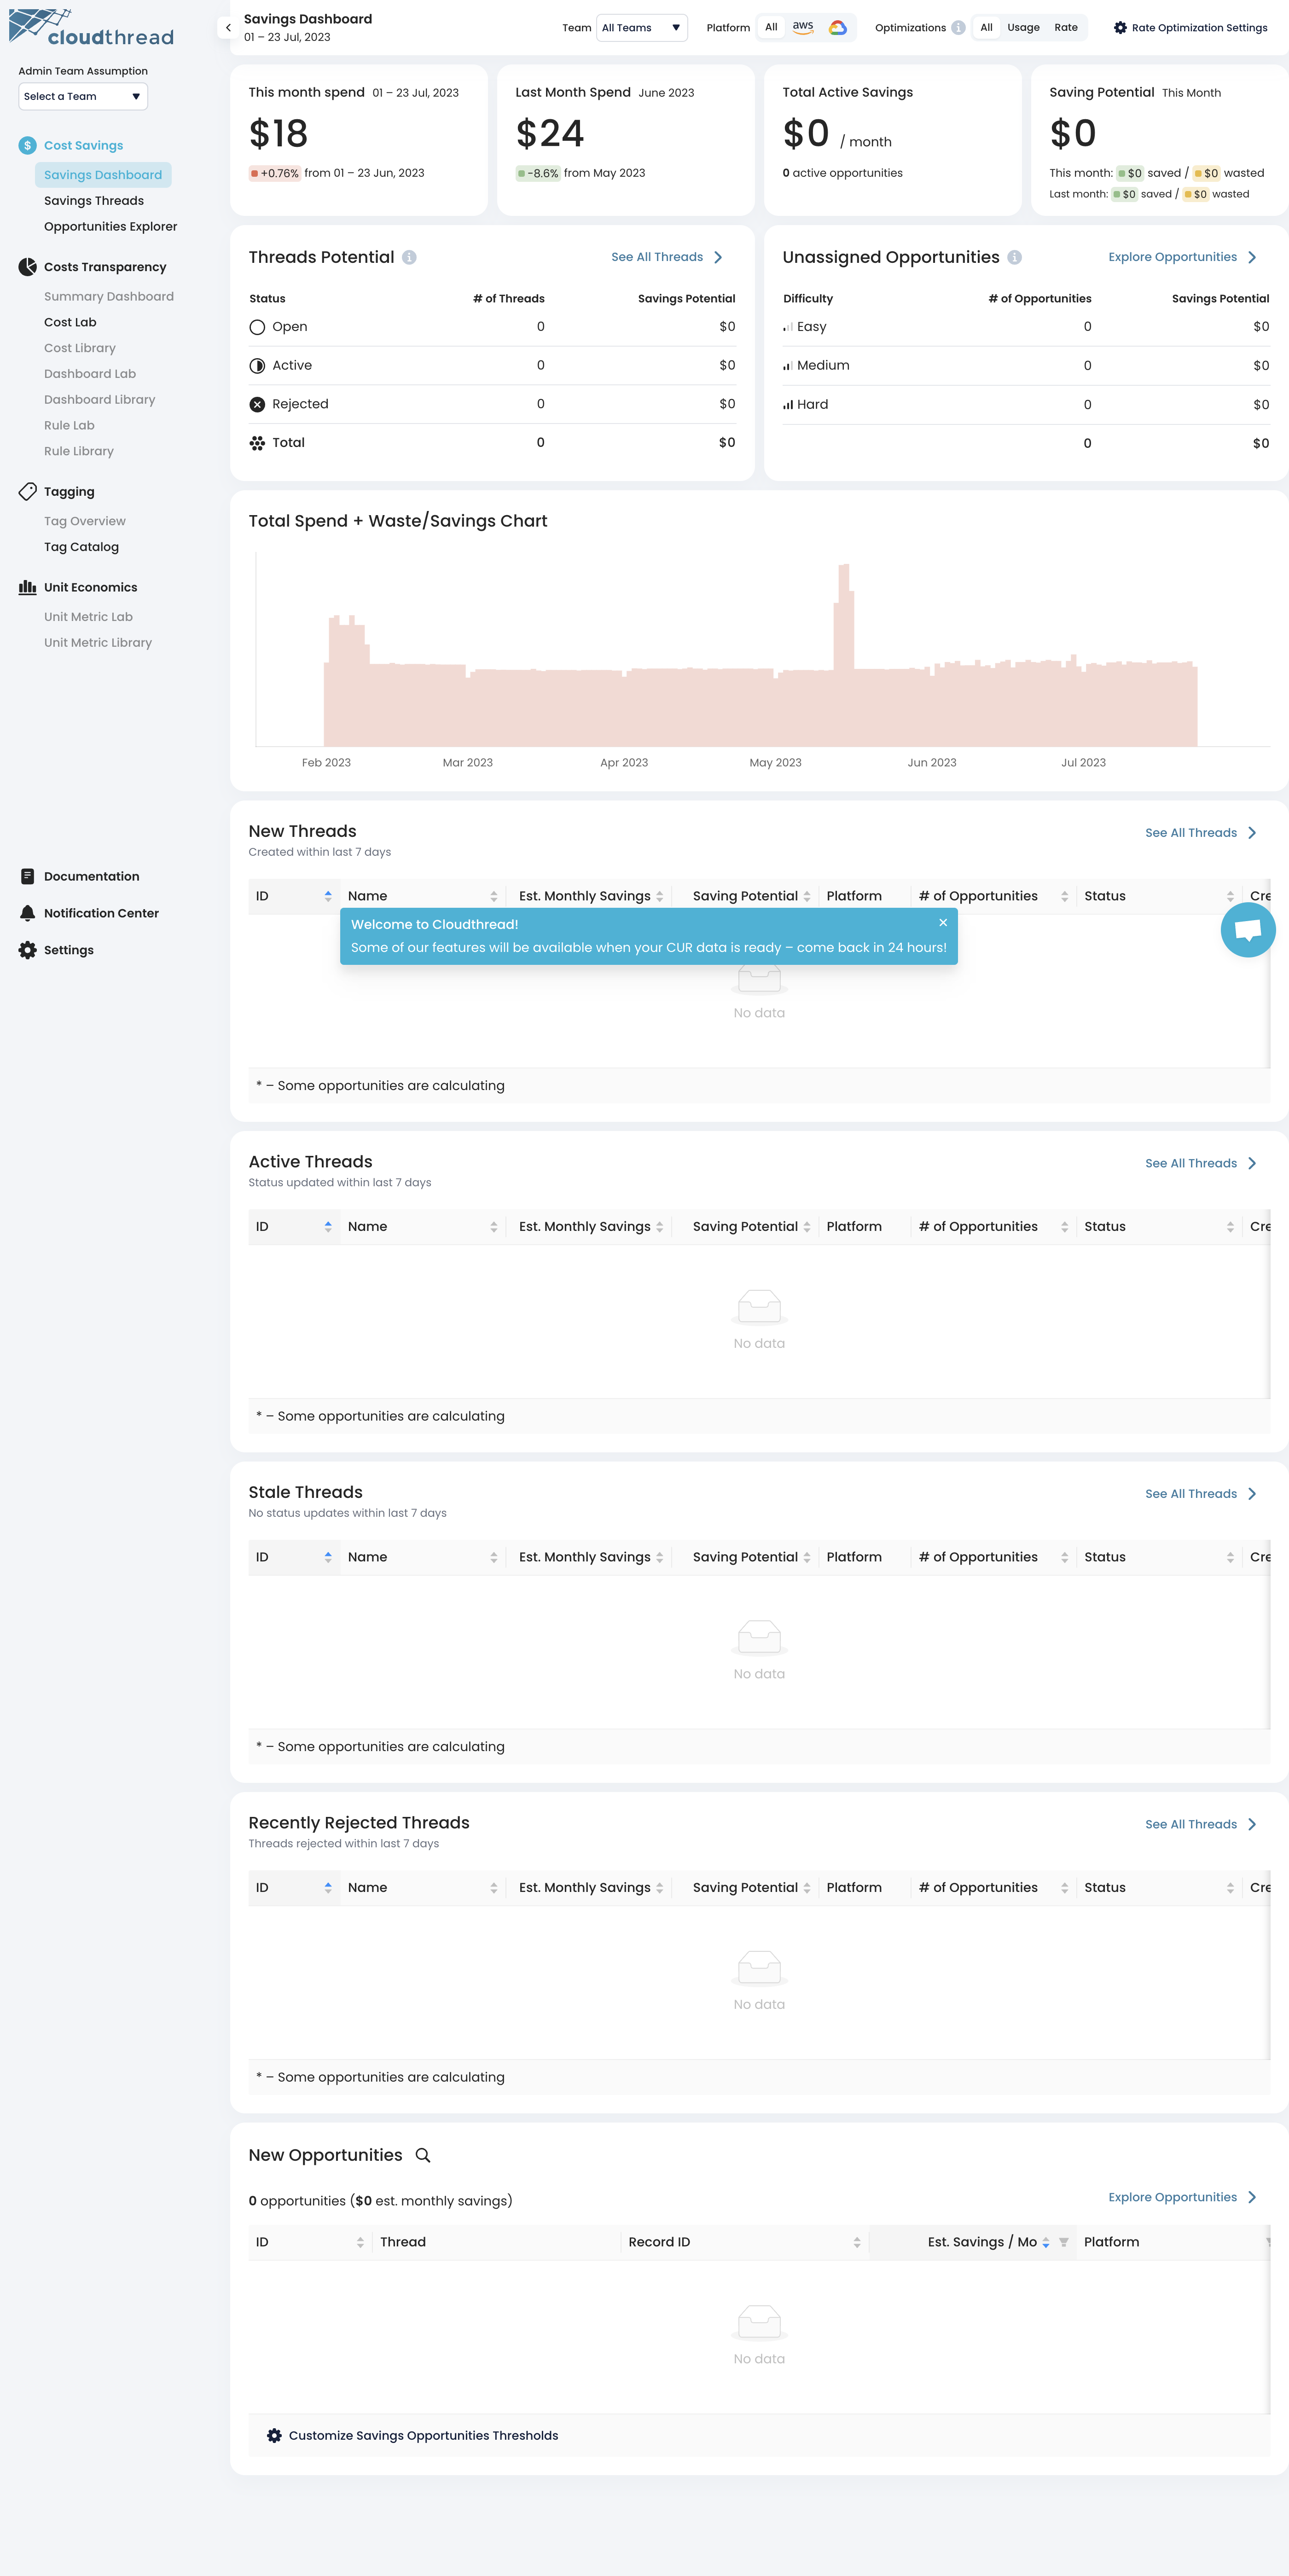 cloudthread
Admin Team Assumption
Select a Team
Cost Savings
Savings Dashboard
Savings Threads
Opportunities Explorer
Costs Transparency
Summary Dashboard
Cost Lab
Cost Library
Dashboard Lab
Dashboard Library
Rule Lab
Rule Library
Tagging
Tag Overview
Tag Catalog
Unit Economics
Unit Metric Lab
Unit Metric Library
Documentation
Notification Center
Settings
Savings Dashboard
01 – 23 Jul, 2023
Team All Teams Platform All aws Optimizations All Usage Rate Rate Optimization Settings
This month spend 01 – 23 Jul, 2023
$18
+0.76% from 01 – 23 Jun, 2023
Last Month Spend June 2023
$24
-8.6% from May 2023
Total Active Savings
$0 / month
0 active opportunities
Saving Potential This Month
$0
This month: $0 saved / $0 wasted
Last month: $0 saved / $0 wasted
Threads Potential See All Threads
Status # of Threads Savings Potential
Open 0 $0
Active 0 $0
Rejected 0 $0
Total 0 $0
Unassigned Opportunities Explore Opportunities
Difficulty # of Opportunities Savings Potential
Easy 0 $0
Medium 0 $0
Hard 0 $0
0 $0
Total Spend + Waste/Savings Chart
Feb 2023 Mar 2023 Apr 2023 May 2023 Jun 2023 Jul 2023
New Threads See All Threads
Created within last 7 days
ID Name Est. Monthly Savings Saving Potential Platform # of Opportunities Status Cre
Welcome to Cloudthread!
Some of our features will be available when your CUR data is ready – come back in 24 hours!
No data
* – Some opportunities are calculating
Active Threads See All Threads
Status updated within last 7 days
ID Name Est. Monthly Savings Saving Potential Platform # of Opportunities Status Cre
No data
* – Some opportunities are calculating
Stale Threads See All Threads
No status updates within last 7 days
ID Name Est. Monthly Savings Saving Potential Platform # of Opportunities Status Cre
No data
* – Some opportunities are calculating
Recently Rejected Threads See All Threads
Threads rejected within last 7 days
ID Name Est. Monthly Savings Saving Potential Platform # of Opportunities Status Cre
No data
* – Some opportunities are calculating
New Opportunities
0 opportunities ($0 est. monthly savings) Explore Opportunities
ID Thread Record ID Est. Savings / Mo Platform
No data
Customize Savings Opportunities Thresholds